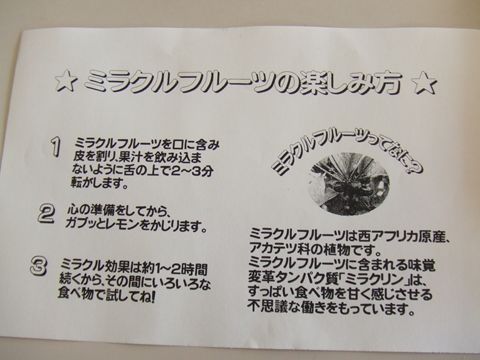 ★ミラクルフルーツの楽しみ方★
1 ミラクルフルーツを口に含み
皮を割り、果汁を飲み込ま
ないように舌の上で2〜3分
転がします。
2 心の準備をしてから、
ガブッとレモンをかじります。
3 ミラクル効果は約1〜2時間
続くから、その間にいろいろな
食べ物で試してね!
ミラクルフルーツってなに?
ミラクルフルーツは西アフリカ原産、
アカテツ科の植物です。
ミラクルフルーツに含まれる味覚
変革タンパク質「ミラクリン」は、
すっぱい食べ物を甘く感じさせる
不思議な働きをもっています。